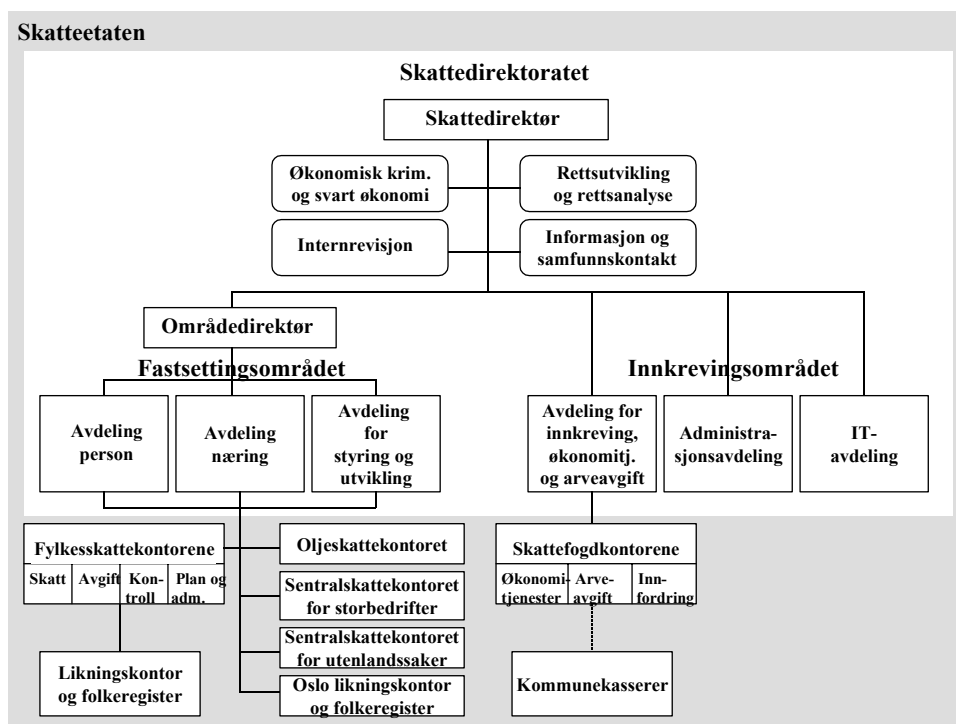 Skatteetaten
Skattedirektoratet
Skattedirektør
Økonomisk krim.
og svart økonomi
Rettsutvikling
og rettsanalyse
Internrevisjon
Informasjon og
samfunnskontakt
Områdedirektør
Fastsettingsområdet
Innkrevingsområdet
Avdeling
person
Avdeling
næring
Avdeling
for
styring og
utvikling
Avdeling for
innkreving,
økonomitj.
og arveavgift
Administra-
sjonsavdeling
IT-
avdeling
Fylkesskattekontorene
Skatt
Avgift
Kon-
troll
Plan og
adm.
Oljeskattekontoret
Sentralskattekontoret
for storbedrifter
Sentralskattekontoret
for utenlandssaker
Oslo likningskontor
og folkeregister
Skattefogdkontorene
Økonomi-
tjenester
Arve-
avgift
Inn-
fordring
Likningskontor
og folkeregister
Kommunekasserer